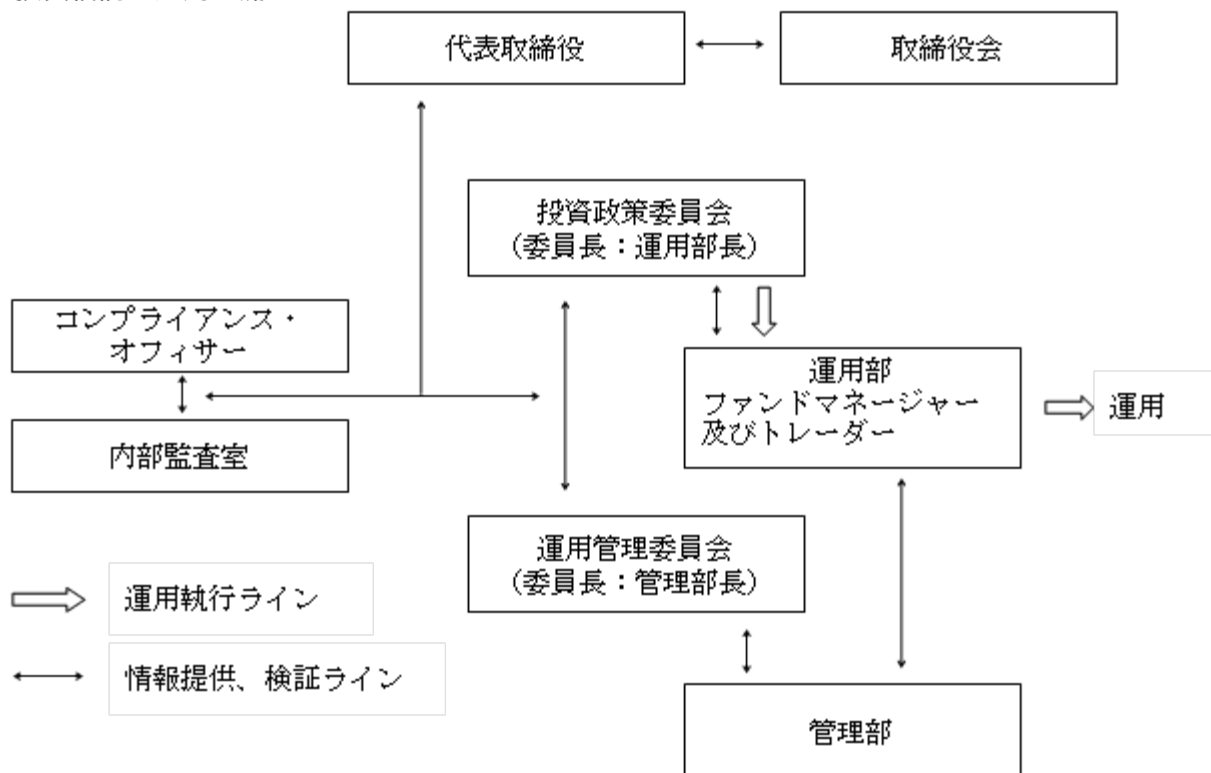 代表取締役
取締役会
投資政策委員会
(委員長:運用部長)
コンプライアンス・
オフィサー
運用部
ファンドマネージャー
及びトレーダー
運用
内部監査室
運用管理委員会
(委員長:管理部長)
運用執行ライン
情報提供、検証ライン
管理部